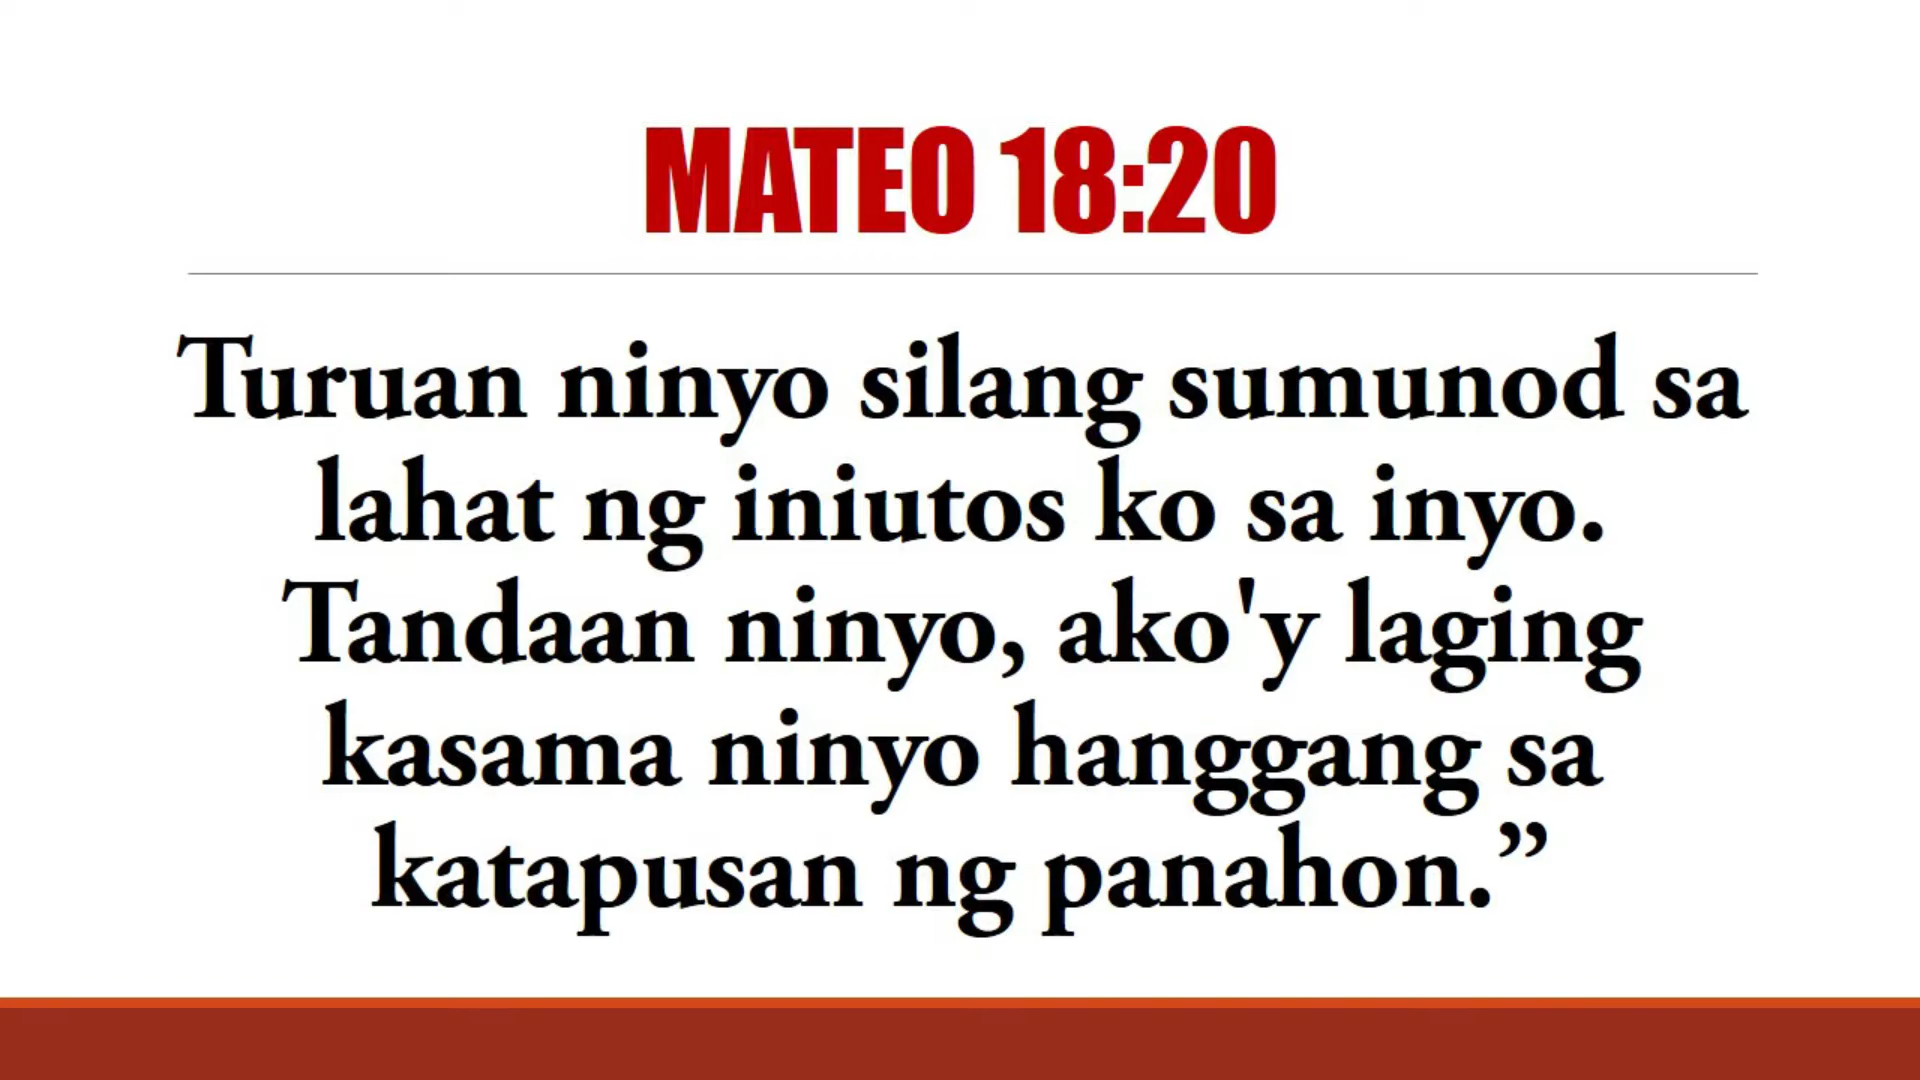 MATEO 18:20
Turuan ninyo silang sumunod sa
lahat ng iniutos ko sa inyo.
Tandaan ninyo, ako'y laging
kasama ninyo hanggang sa
katapusan ng panahon.”